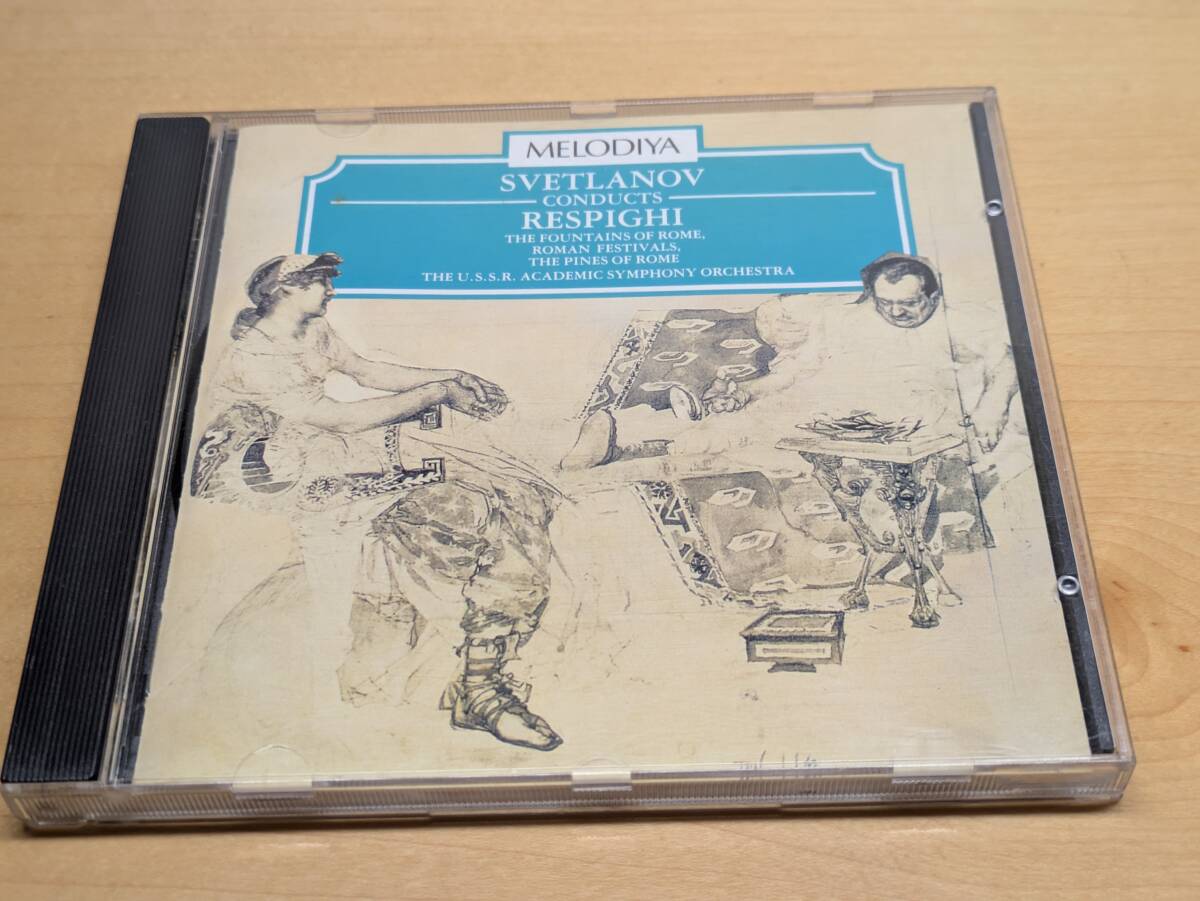 MELODIYA
SVETLANOV
CONDUCTS
RESPIGHI
THE FOUNTAINS OF ROME,
ROMAN FESTIVALS,
THE PINES OF ROME
THE U.S.S.R. ACADEMIC SYMPHONY ORCHESTRA